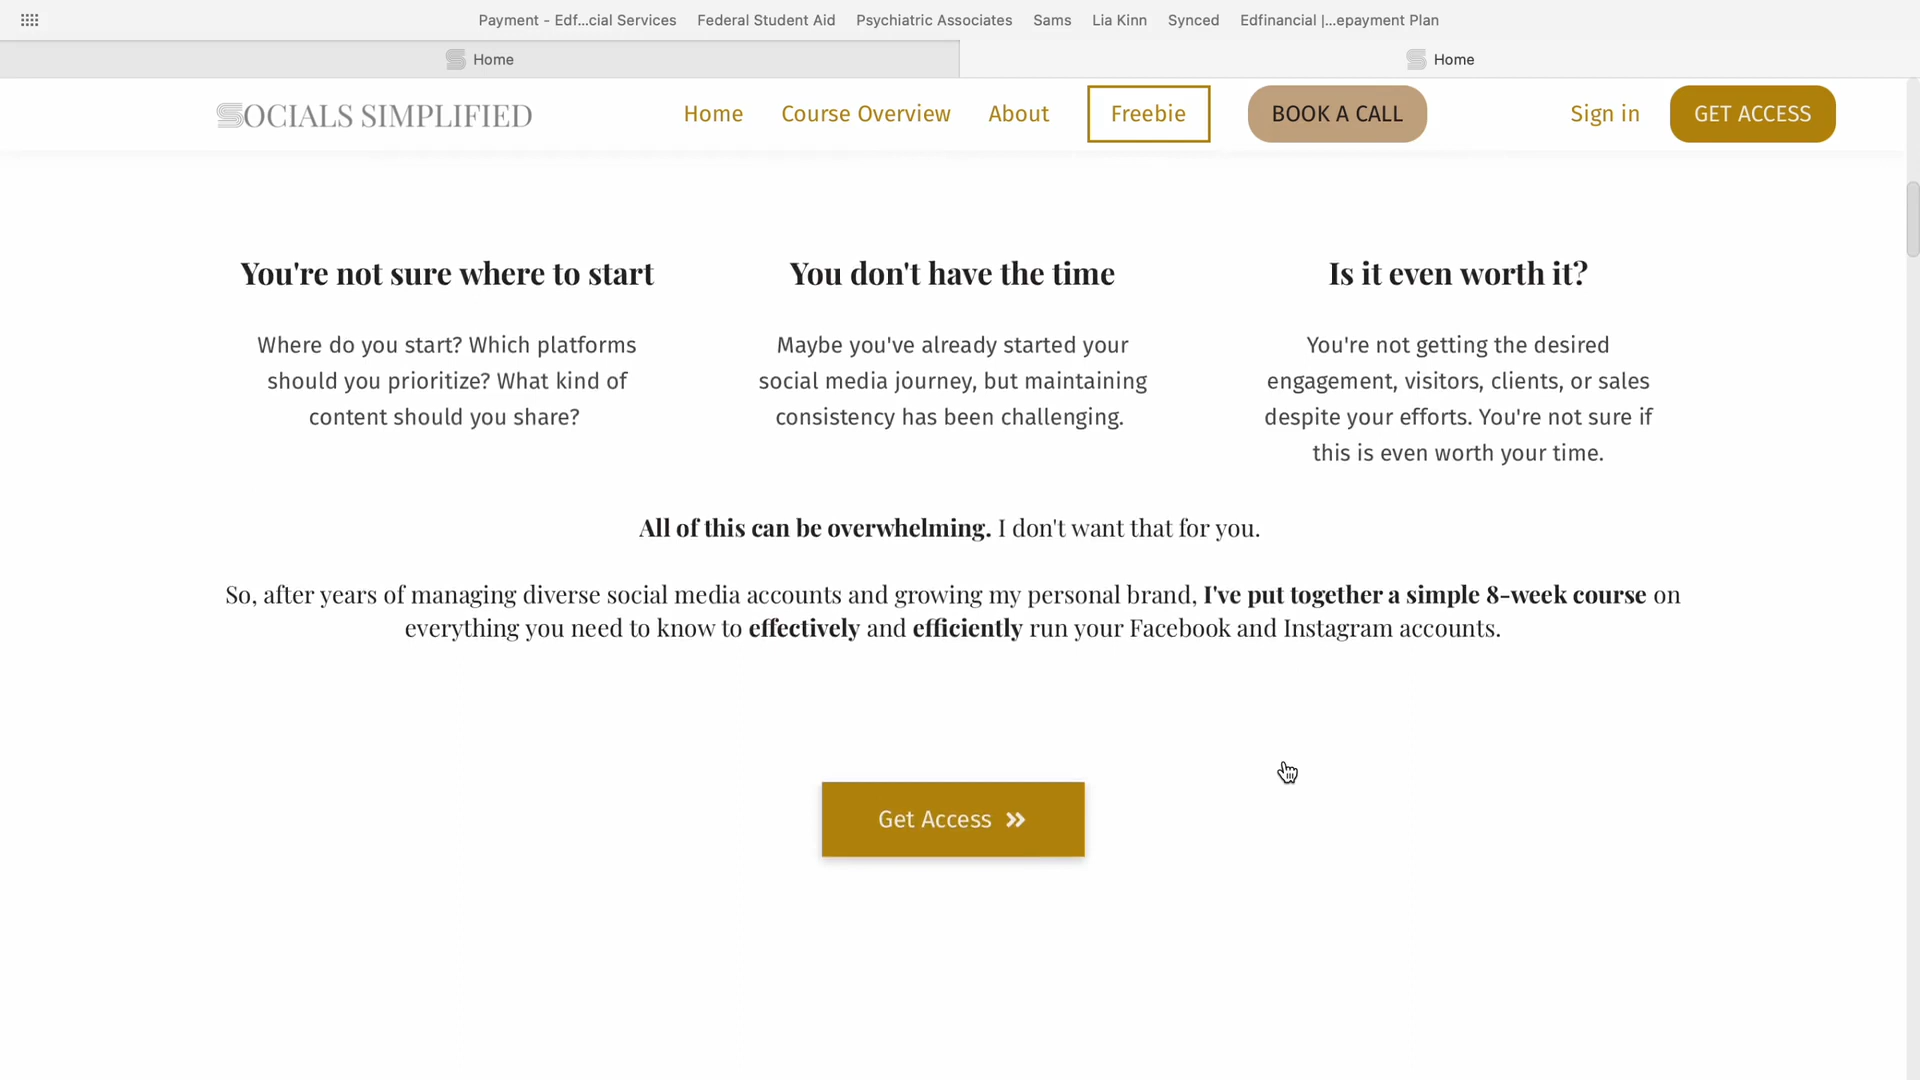 Payment - Edf...cial Services Federal Student Aid Psychiatric Associates Sams Lia Kinn Synced Edfinancial |...epayment Plan
Home Home
SOCIALS SIMPLIFIED Home Course Overview About Freebie BOOK A CALL Sign in GET ACCESS
You're not sure where to start
Where do you start? Which platforms
should you prioritize? What kind of
content should you share?
You don't have the time
Maybe you've already started your
social media journey, but maintaining
consistency has been challenging.
Is it even worth it?
You're not getting the desired
engagement, visitors, clients, or sales
despite your efforts. You're not sure if
this is even worth your time.
All of this can be overwhelming. I don't want that for you.
So, after years of managing diverse social media accounts and growing my personal brand, I've put together a simple 8-week course on
everything you need to know to effectively and efficiently run your Facebook and Instagram accounts.
Get Access »